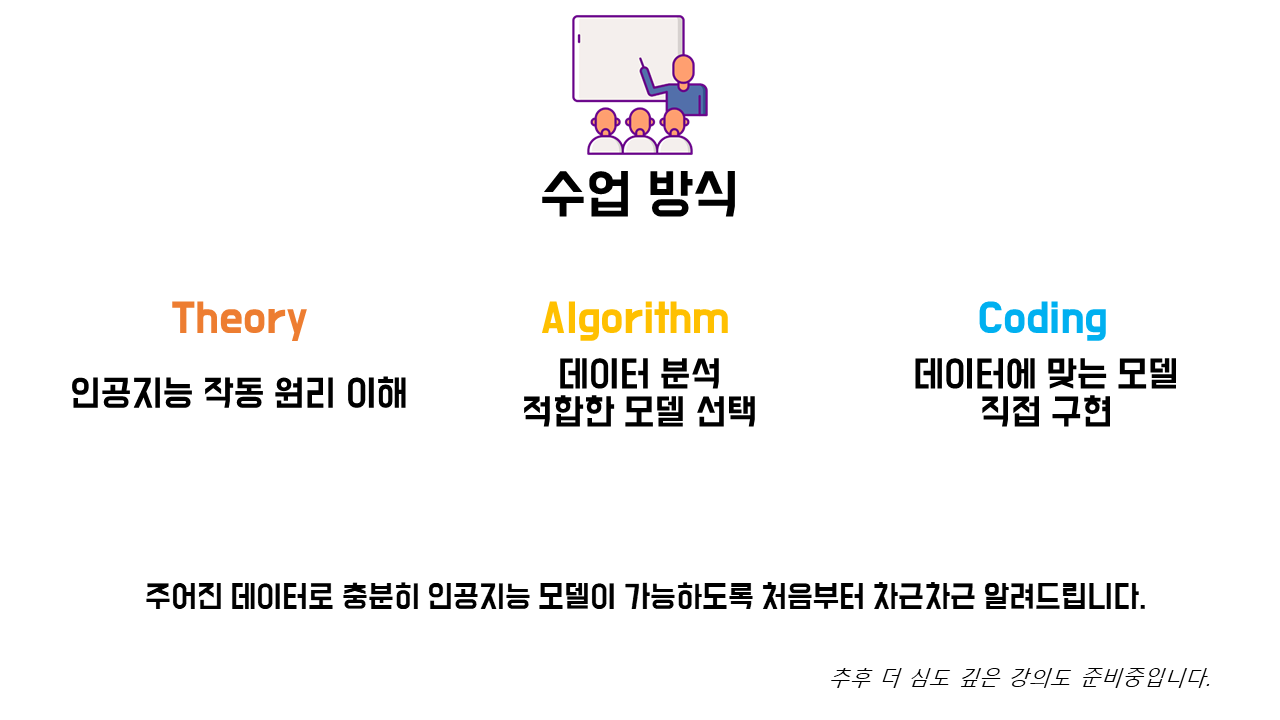 수업 방식
Theory
인공지능 작동 원리 이해
Algorithm
데이터 분석
적합한 모델 선택
Coding
데이터에 맞는 모델
직접 구현
주어진 데이터로 충분히 인공지능 모델이 가능하도록 처음부터 차근차근 알려드립니다.
추후 더 심도 깊은 강의도 준비중입니다.